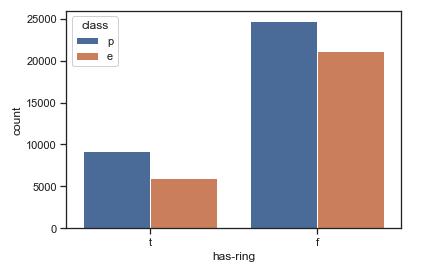 class
p
e
25000
20000
15000
10000
5000
0
count
t f
has-ring